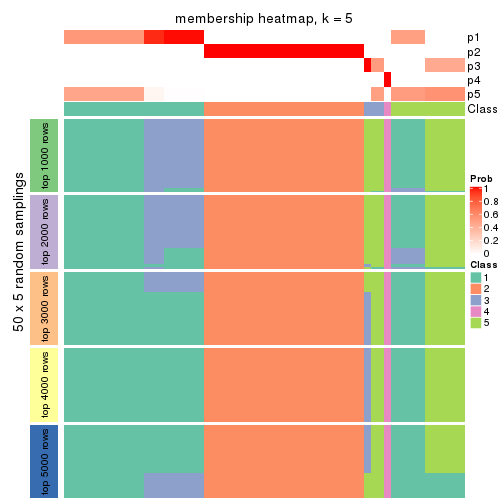 membership heatmap, k = 5
p1
p2
p3
p4
p5
Class
50 x 5 random samplings
top 1000 rows
top 2000 rows
top 3000 rows
top 4000 rows
top 5000 rows
Prob
1
0.8
0.6
0.4
0.2
0
Class
1
2
3
4
5